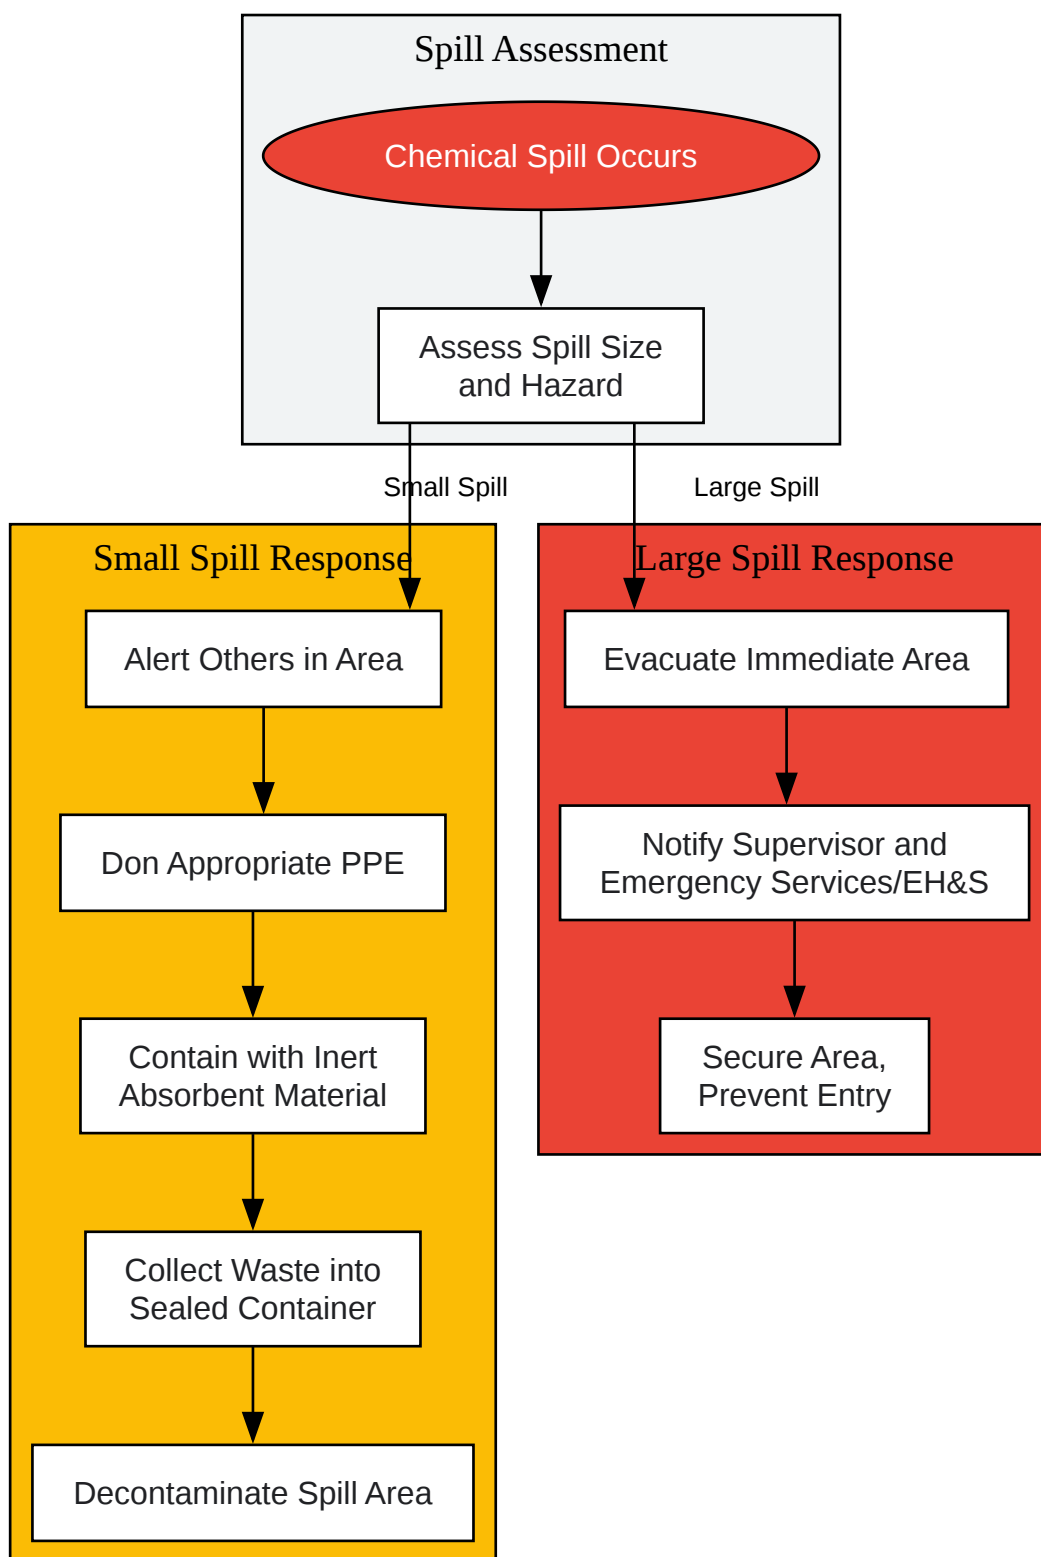 Spill Assessment
Chemical Spill Occurs
Assess Spill Size
and Hazard
Small Spill
Large Spill
Small Spill Response
Alert Others in Area
Don Appropriate PPE
Contain with Inert
Absorbent Material
Collect Waste into
Sealed Container
Decontaminate Spill Area
Large Spill Response
Evacuate Immediate Area
Notify Supervisor and
Emergency Services/EH&S
Secure Area,
Prevent Entry